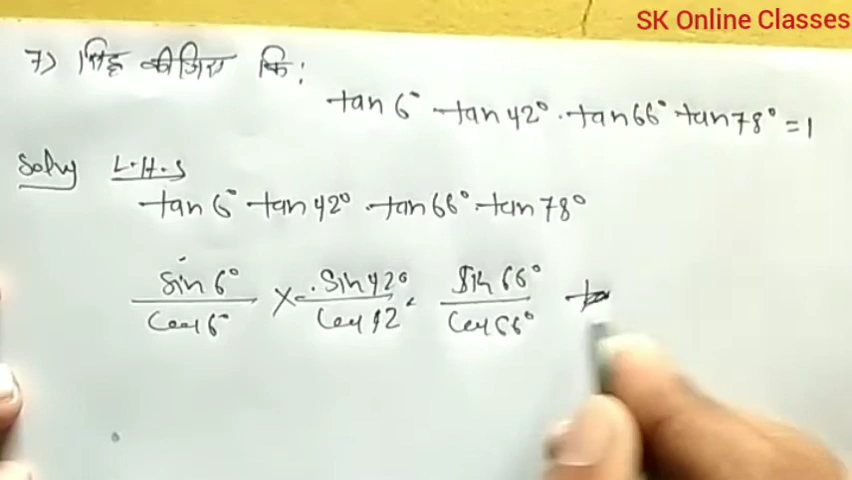 SK Online Classes
7) सिद्ध कीजिए कि:
tan 6° tan 42° . tan 66° tan 78° = 1
Solv L.H.S
tan 6° tan 42° . tan 66° . tan 78°
sin 6° / Cos 6° × . Sin 42° / Cos 42° . Sin 66° / Cos 66°